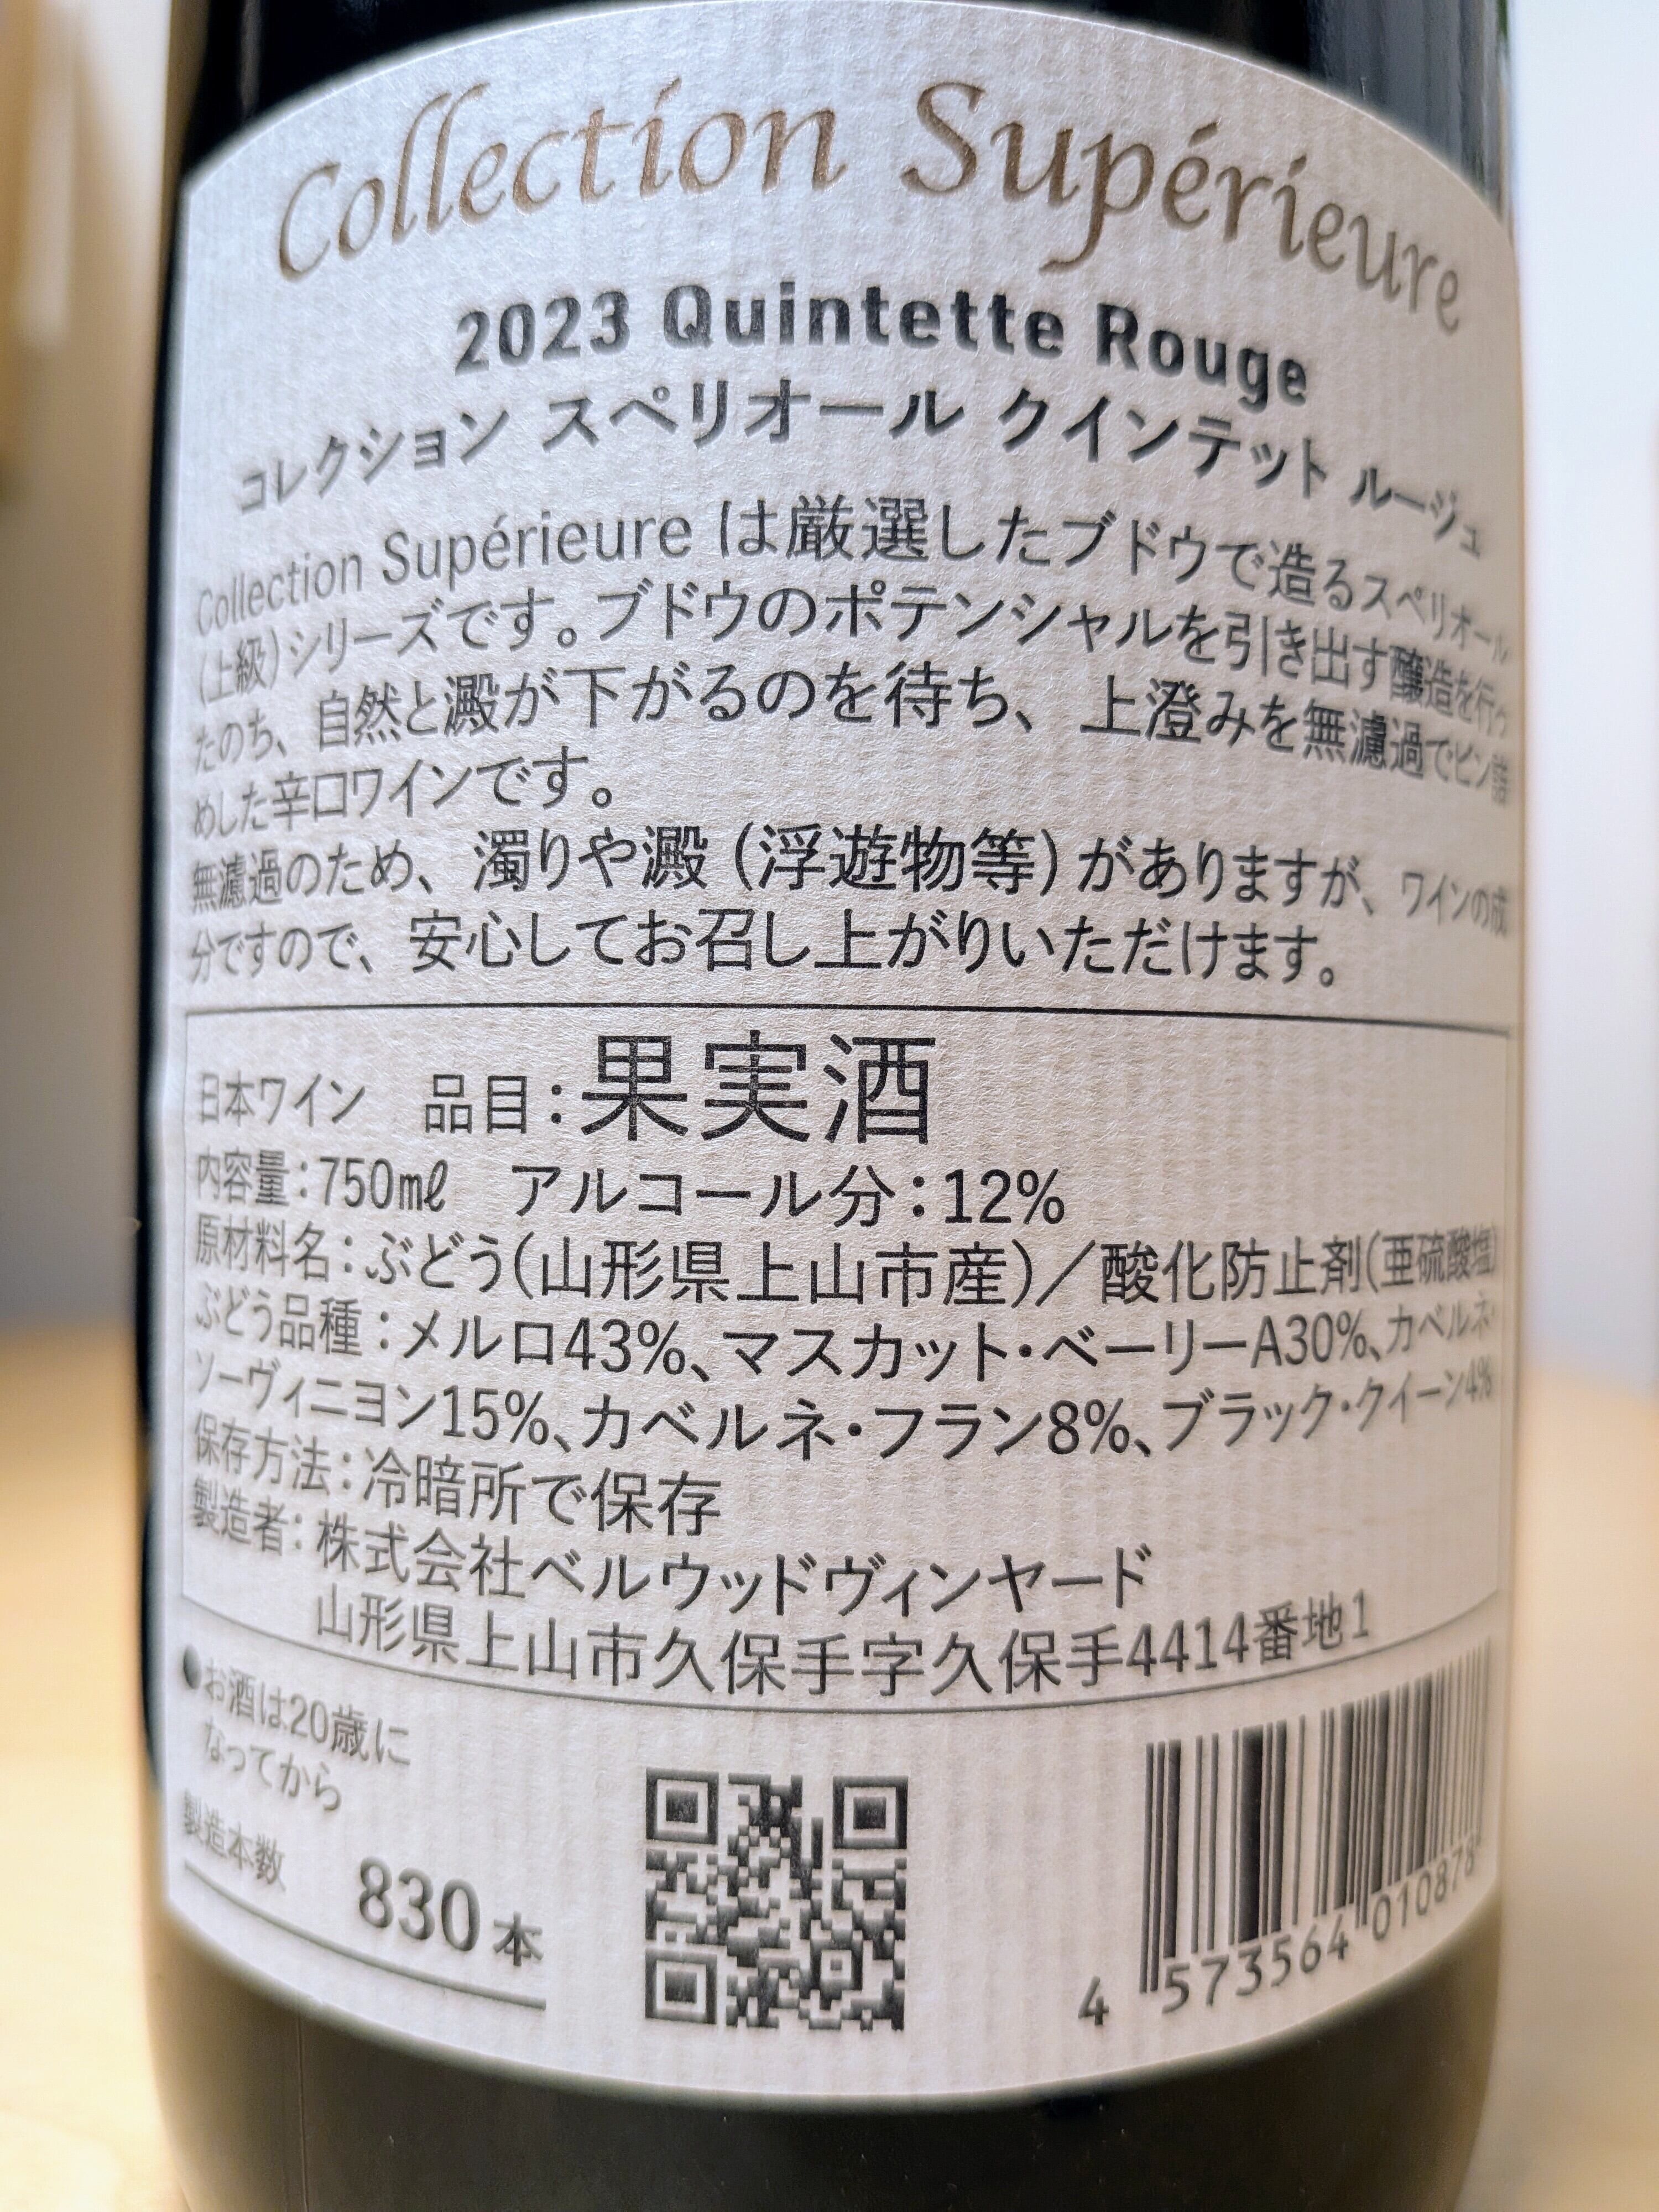 Collection Supérieure
2023 Quintette Rouge
コレクション スペリオール クインテット ルージュ
Collection Supérieure は厳選したブドウで造るスペリオール
(上級)シリーズです。ブドウのポテンシャルを引き出す醸造を行っ
たのち、自然と澱が下がるのを待ち、上澄みを無濾過でビン詰
めした辛口ワインです。
無濾過のため、濁りや澱(浮遊物等)がありますが、ワインの成
分ですので、安心してお召し上がりいただけます。
日本ワイン 品目:果実酒
内容量:750㎖ アルコール分:12%
原材料名:ぶどう(山形県上山市産)/酸化防止剤(亜硫酸塩)
ぶどう品種:メルロ43%、マスカット・ベーリーA30%、カベルネ・
ソーヴィニヨン15%、カベルネ・フラン8%、ブラック・クイーン4%
保存方法:冷暗所で保存
製造者:株式会社ベルウッドヴィンヤード
山形県上山市久保手字久保手4414番地1
●お酒は20歳に
なってから
製造本数 830本
4 573564 010878